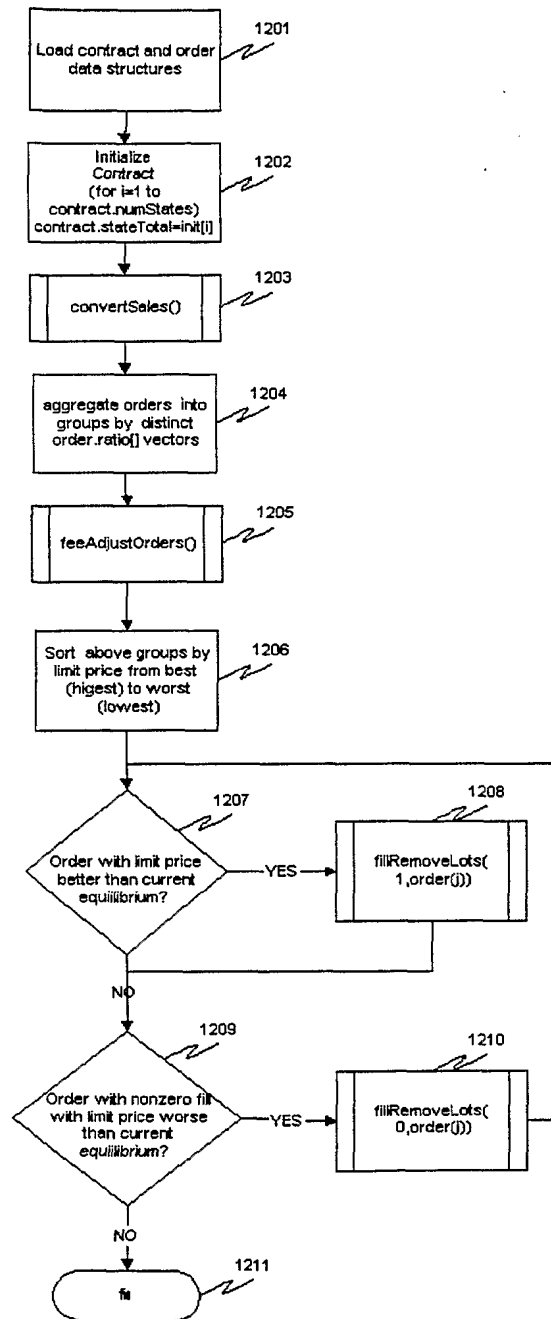 1201
Load contract and order
data structures
1202
Initialize
Contract
(for i=1 to
contract.numStates)
contract.stateTotal=init[i]
1203
convertSales()
1204
aggregate orders into
groups by distinct
order.ratio[] vectors
1205
feeAdjustOrders()
1206
Sort above groups by
limit price from best
(higest) to worst
(lowest)
1207
Order with limit price
better than current
equilibrium?
YES
1208
fillRemoveLots(
1,order(j))
NO
1209
Order with nonzero fill
with limit price worse
than current
equilibrium?
YES
1210
fillRemoveLots(
0,order(j))
NO
1211